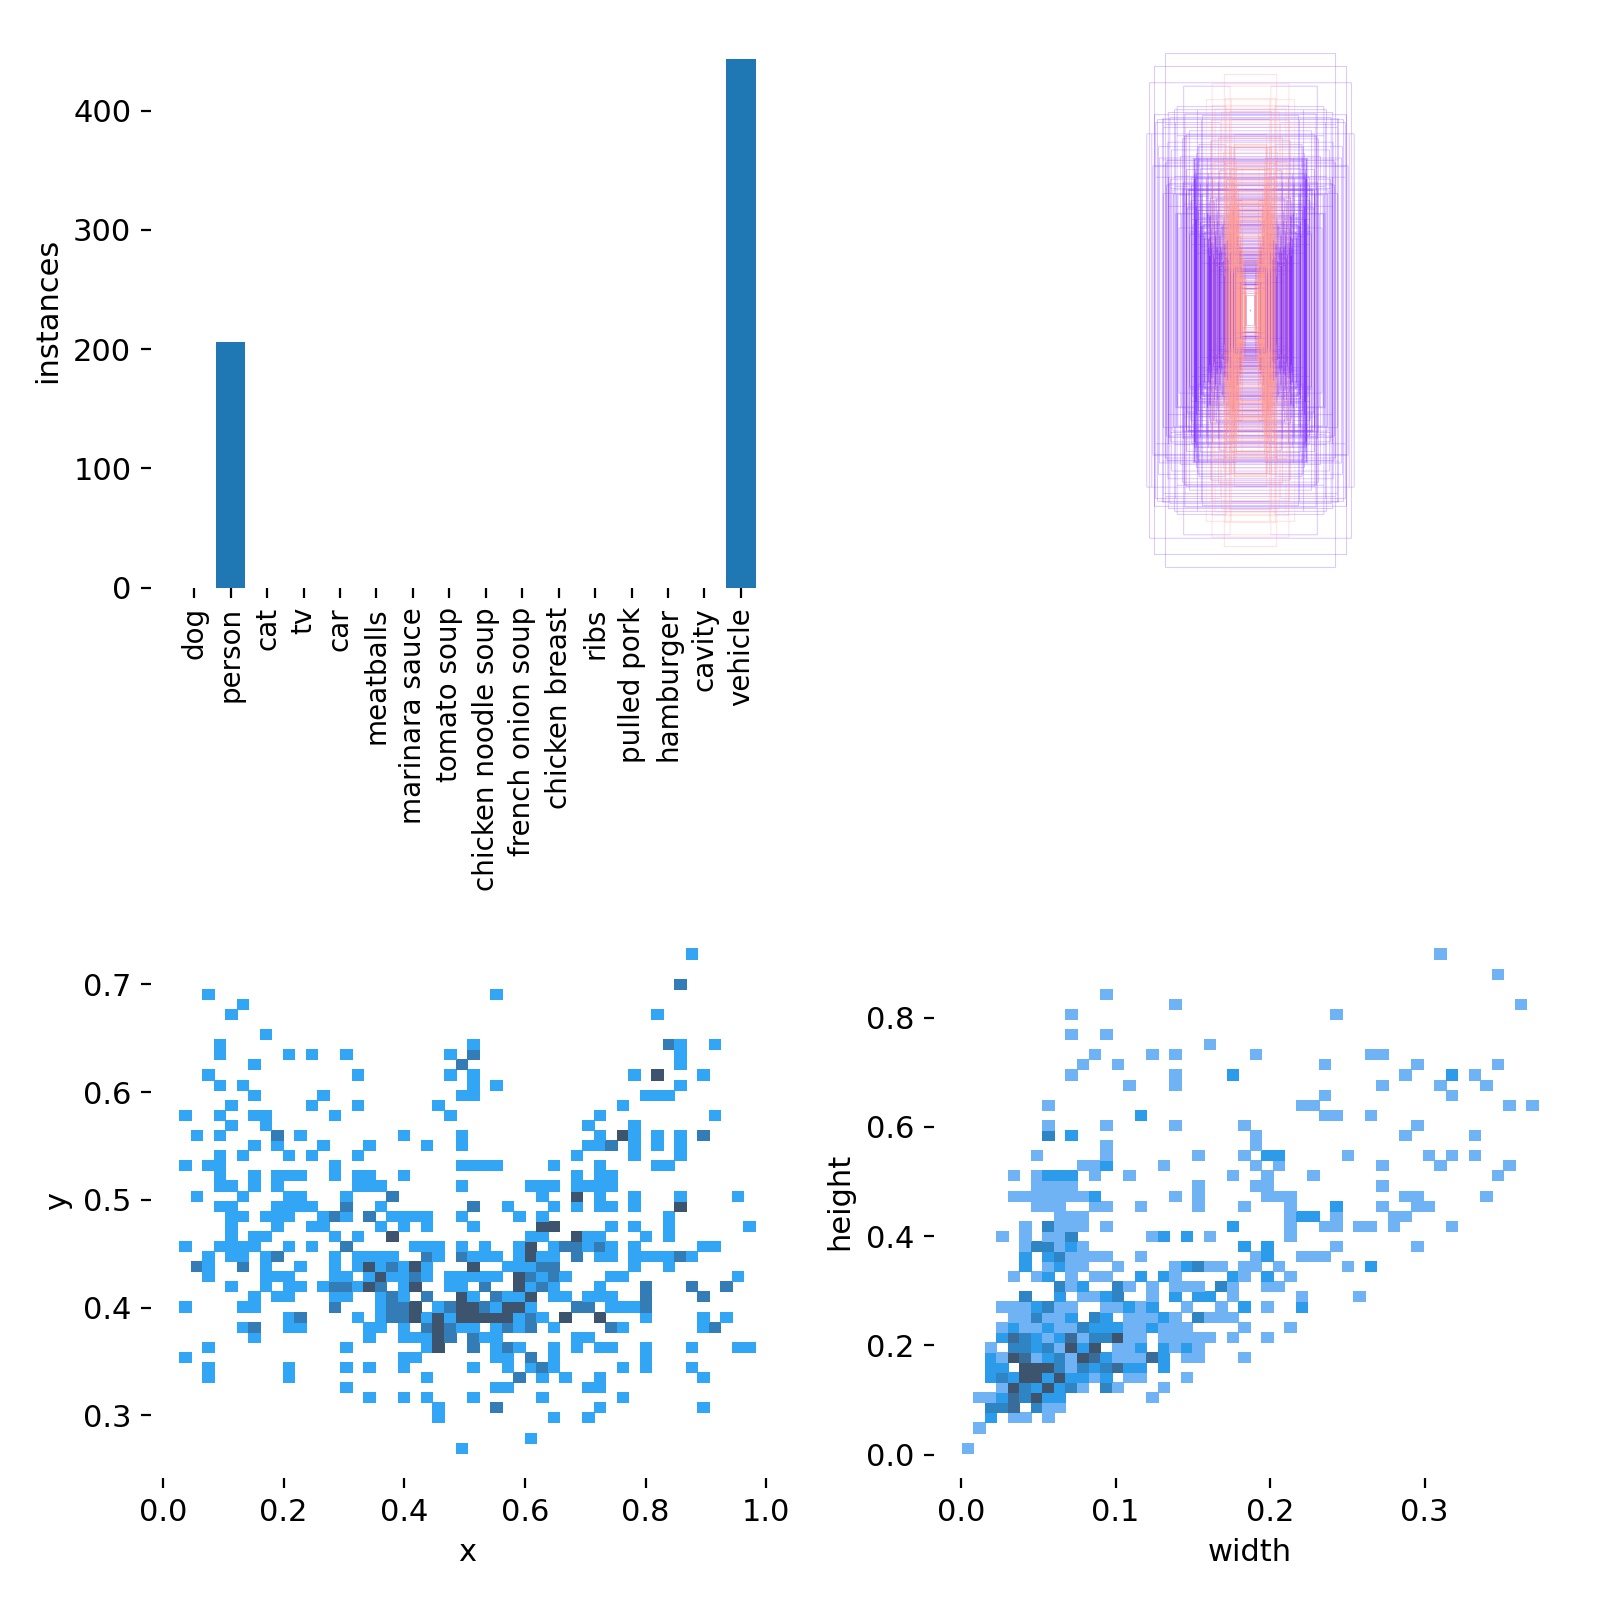 instances
400
300
200
100
0
dog
person
cat
tv
car
meatballs
marinara sauce
tomato soup
chicken noodle soup
french onion soup
chicken breast
ribs
pulled pork
hamburger
cavity
vehicle
y
0.7
0.6
0.5
0.4
0.3
0.0 0.2 0.4 0.6 0.8 1.0
x
height
0.8
0.6
0.4
0.2
0.0
0.0 0.1 0.2 0.3
width